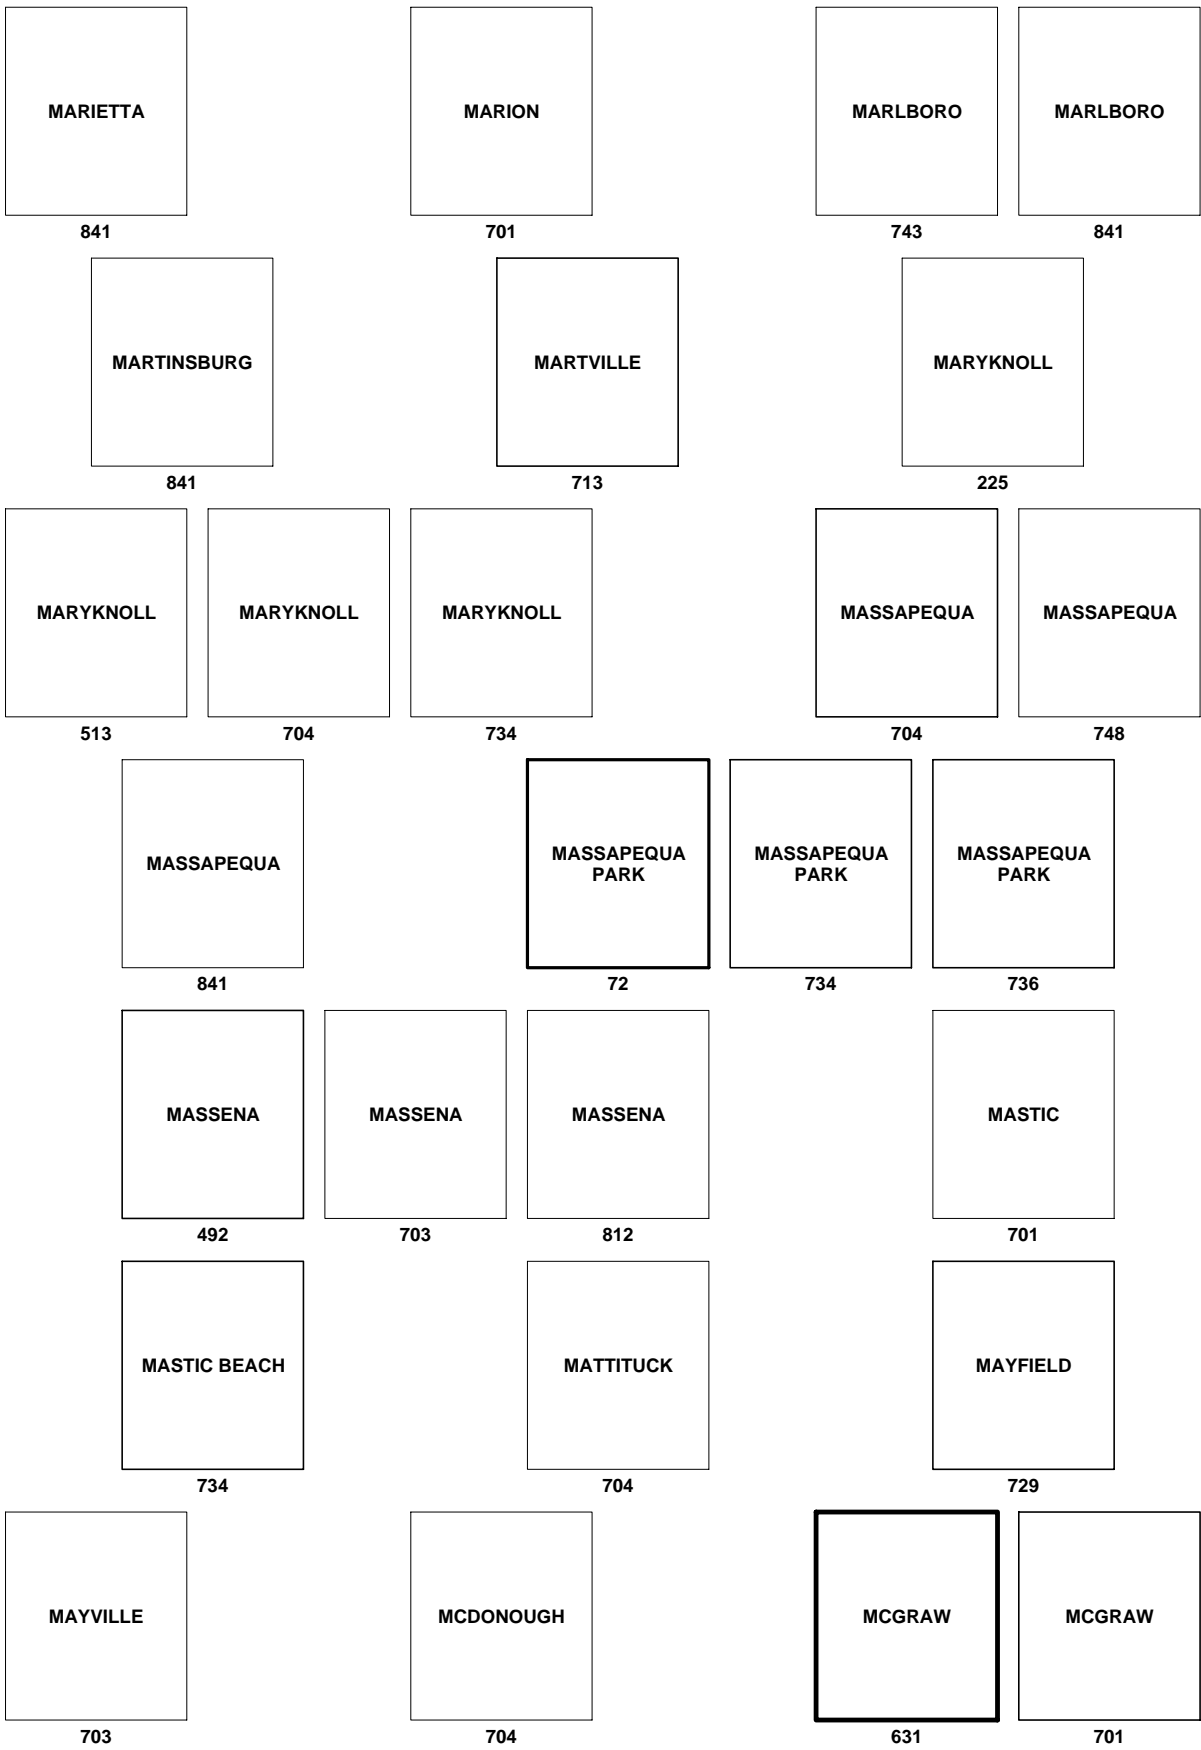 MARIETTA MARION MARLBORO MARLBORO
841 701 743 841
MARTINSBURG MARTVILLE MARYKNOLL
841 713 225
MARYKNOLL MARYKNOLL MARYKNOLL MASSAPEQUA MASSAPEQUA
513 704 734 704 748
MASSAPEQUA MASSAPEQUA PARK MASSAPEQUA PARK MASSAPEQUA PARK
841 72 734 736
MASSENA MASSENA MASSENA MASTIC
492 703 812 701
MASTIC BEACH MATTITUCK MAYFIELD
734 704 729
MAYVILLE MCDONOUGH MCGRAW MCGRAW
703 704 631 701